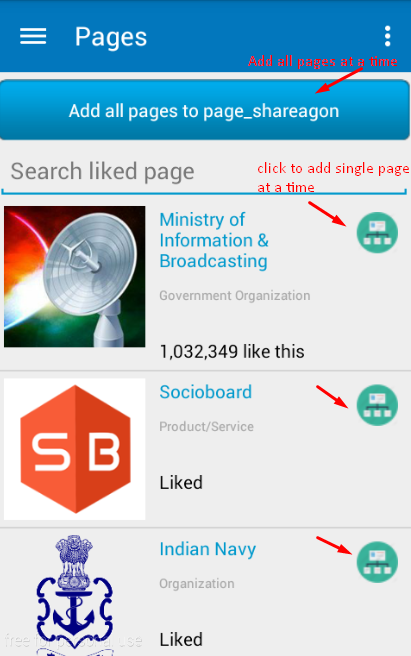 Pages
Add all pages at a time
Add all pages to page_shareagon
Search liked page
click to add single page
at a time
Ministry of
Information &
Broadcasting
Government Organization
1,032,349 like this
S B
Socioboard
Product/Service
Liked
Indian Navy
Organization
Liked
free for personal use